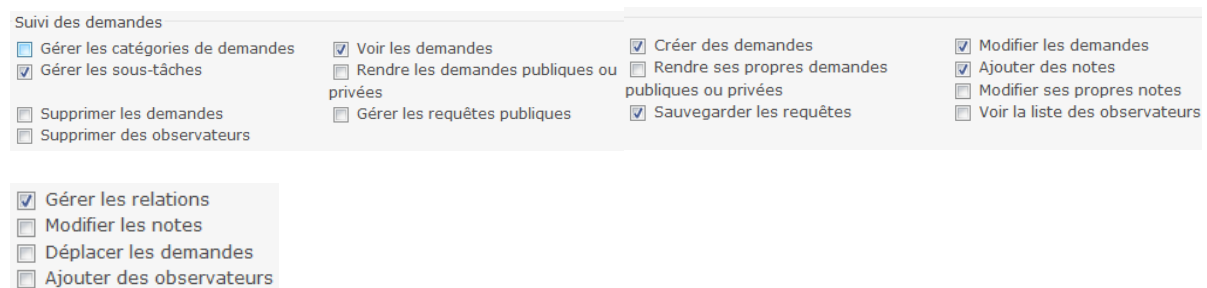 Suivi des demandes
Gérer les catégories de demandes
Voir les demandes
Créer des demandes
Modifier les demandes
Gérer les sous-tâches
Rendre les demandes publiques ou
privées
Rendre ses propres demandes
publiques ou privées
Ajouter des notes
Modifier ses propres notes
Supprimer les demandes
Gérer les requêtes publiques
Sauvegarder les requêtes
Voir la liste des observateurs
Supprimer des observateurs
Gérer les relations
Modifier les notes
Déplacer les demandes
Ajouter des observateurs